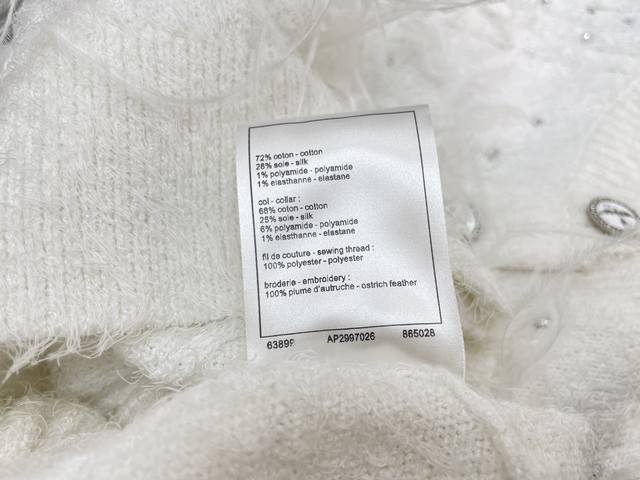 72% coton - cotton
26% soie - silk
1% polyamide - polyamide
1% elasthanne - elastane
col - collar :
68% coton - cotton
25% soie - silk
6% polyamide - polyamide
1% elasthanne - elastane
fil de couture - sewing thread :
100% polyester - polyester
broderie - embroidery :
100% plume d'autruche - ostrich feather
AP2997026 865028